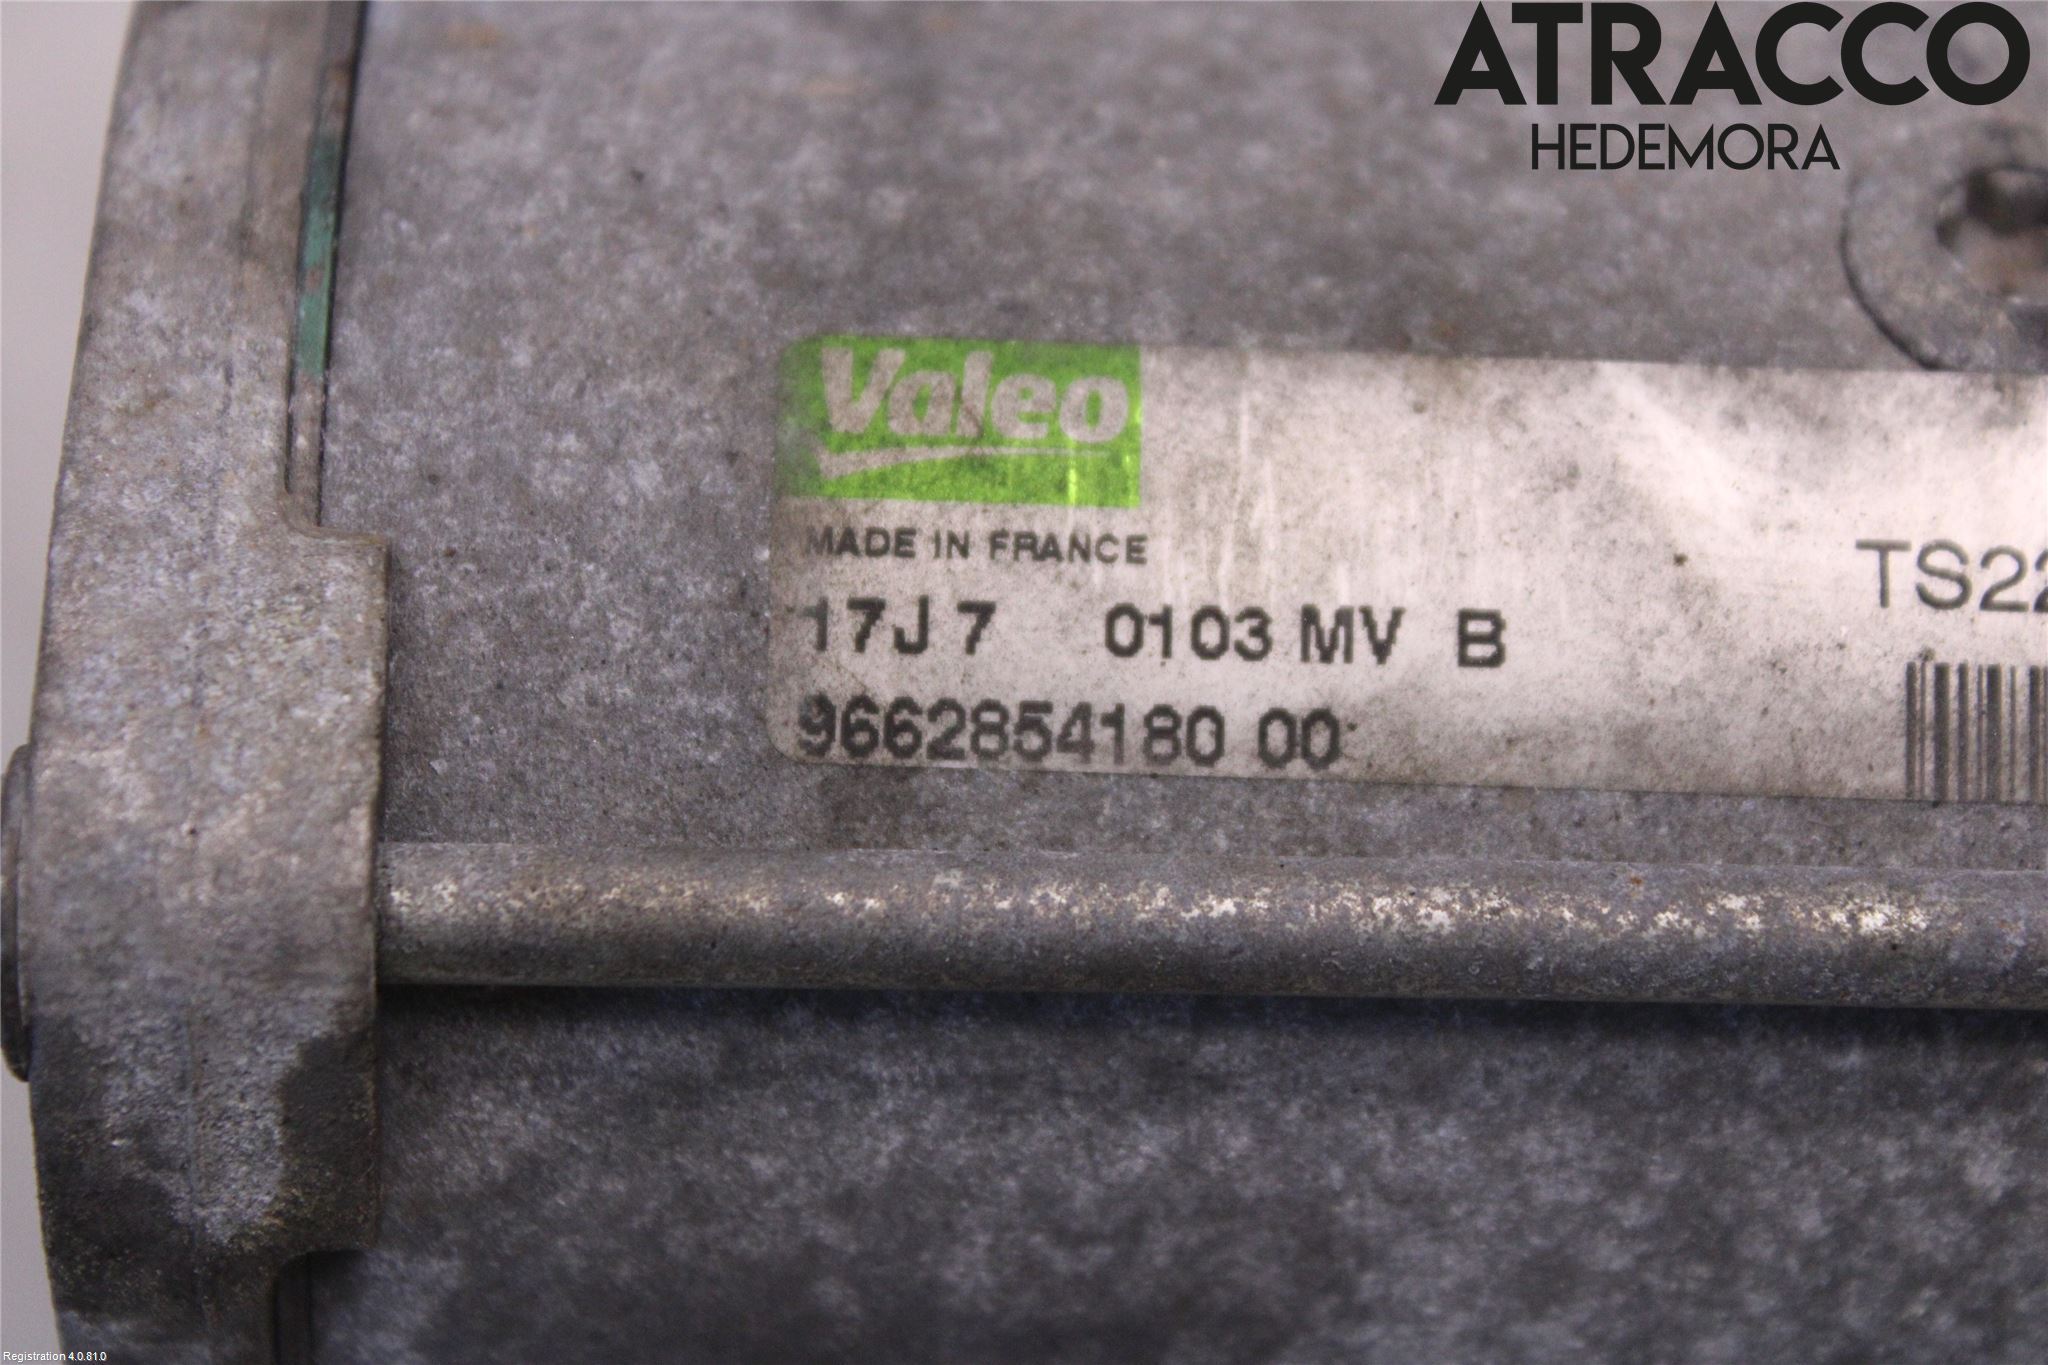 ATRACCO
HEDEMORA
Valeo
MADE IN FRANCE
17J7 0103 MV B
9662854180 00
TS22
Registration 4.0.81.0